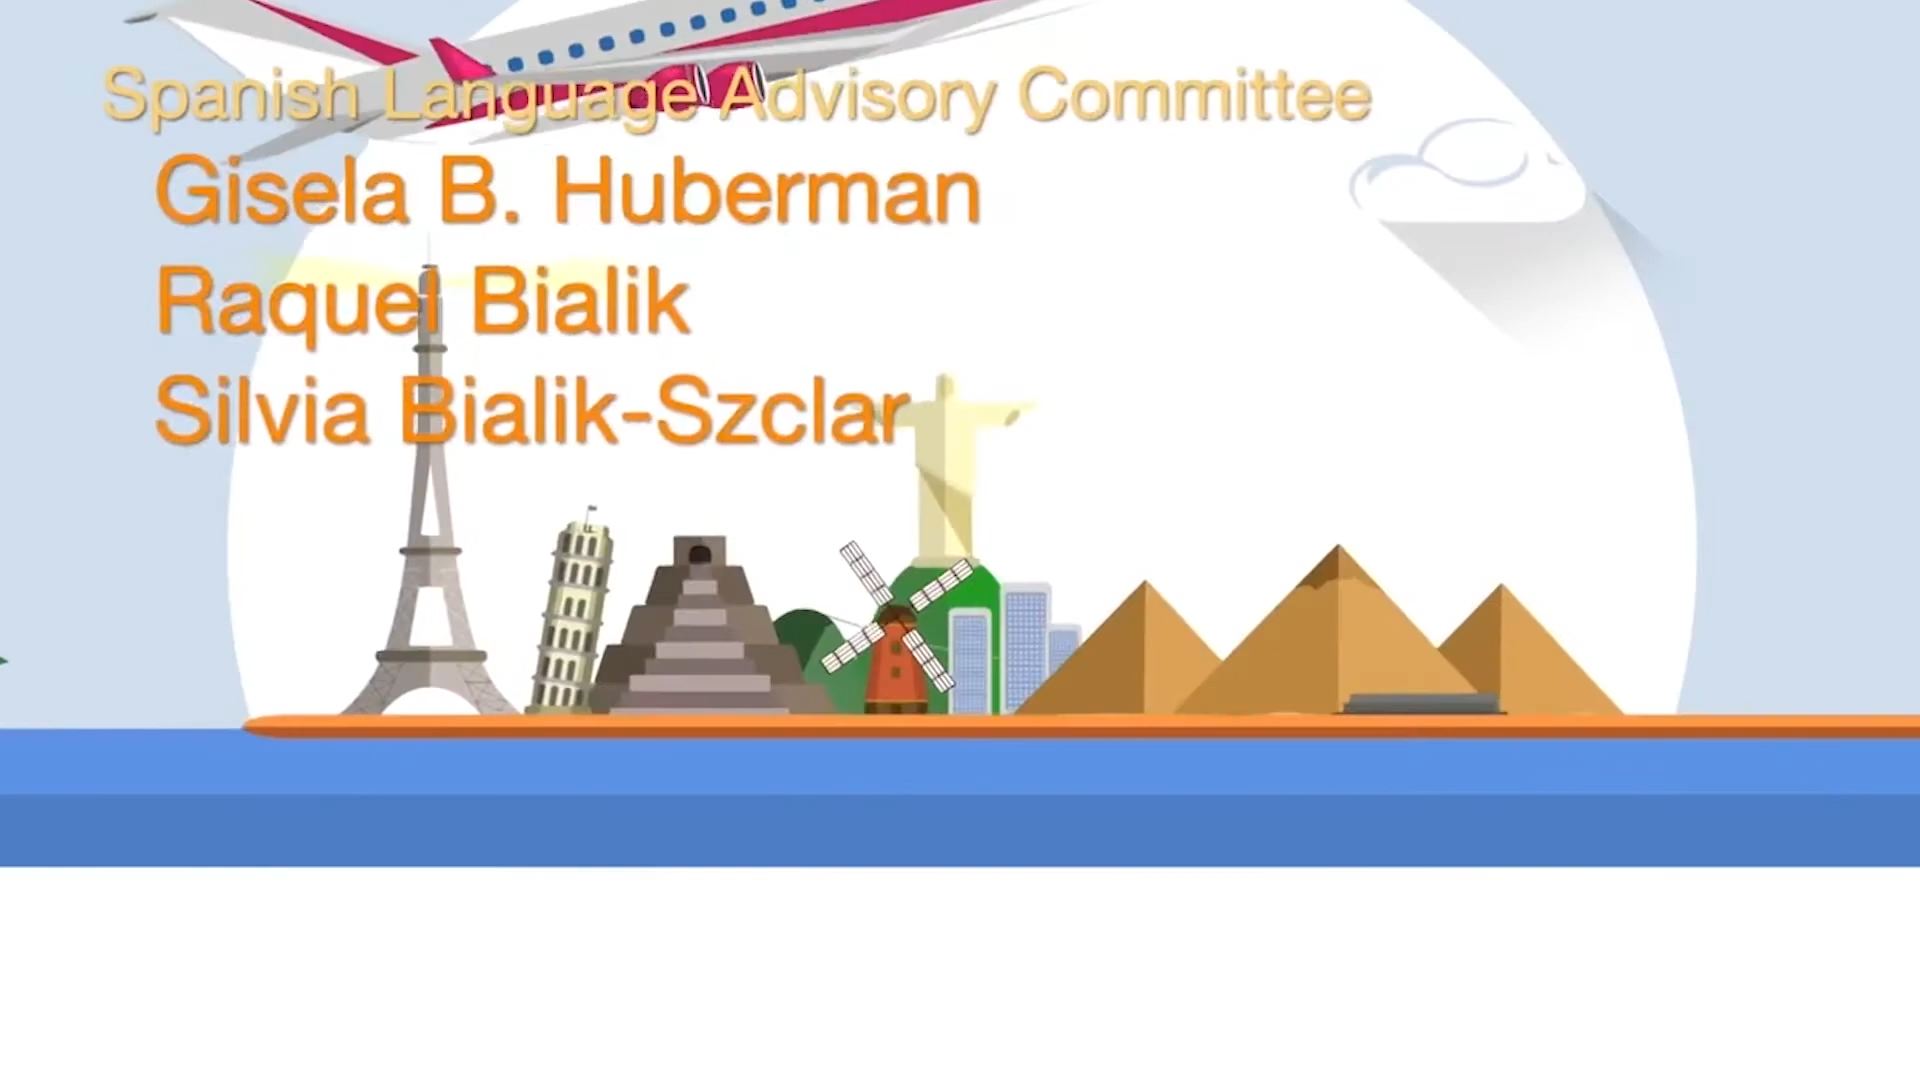 Spanish Language Advisory Committee
Gisela B. Huberman
Raquel Bialik
Silvia Bialik-Szclar